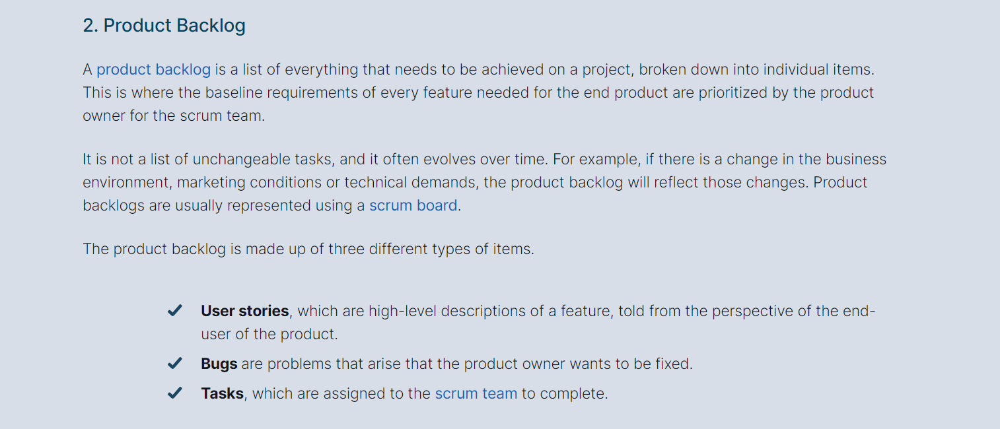 2. Product Backlog
A product backlog is a list of everything that needs to be achieved on a project, broken down into individual items.
This is where the baseline requirements of every feature needed for the end product are prioritized by the product
owner for the scrum team.
It is not a list of unchangeable tasks, and it often evolves over time. For example, if there is a change in the business
environment, marketing conditions or technical demands, the product backlog will reflect those changes. Product
backlogs are usually represented using a scrum board.
The product backlog is made up of three different types of items.
User stories, which are high-level descriptions of a feature, told from the perspective of the end-
user of the product.
Bugs are problems that arise that the product owner wants to be fixed.
Tasks, which are assigned to the scrum team to complete.